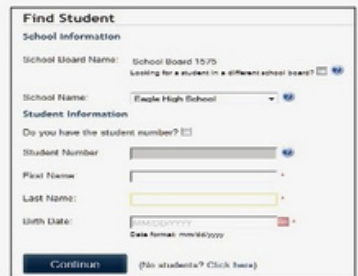 Find Student
School Information
School Board Name: School Board 1575
Looking for a student in a different school board?
School Name: Eagle High School
Student Information
Do you have the student number?
Student Number
First Name *
Last Name: *
Birth Date: MM/DD/YYYY *
Date format: mm/dd/yyyy
Continue (No students? Click here)